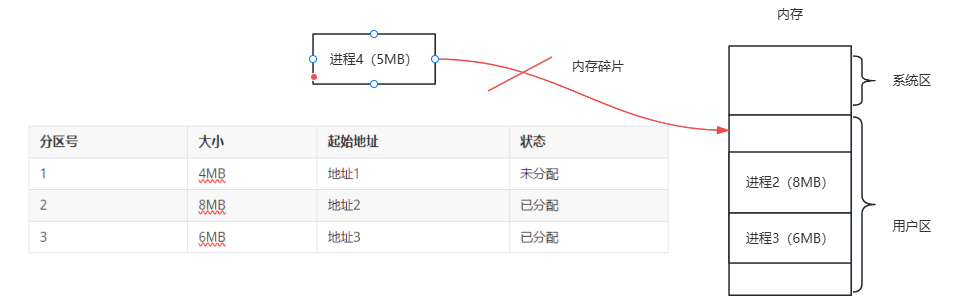 内存
进程4（5MB）
内存碎片
系统区
分区号 大小 起始地址 状态
1 4MB 地址1 未分配
2 8MB 地址2 已分配
3 6MB 地址3 已分配
进程2（8MB）
进程3（6MB）
用户区